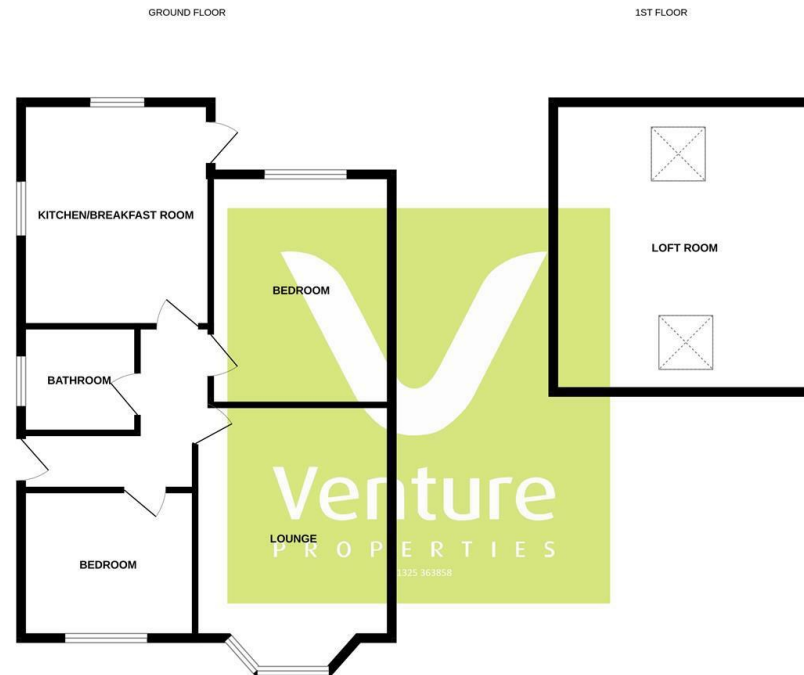 GROUND FLOOR
1ST FLOOR
KITCHEN/BREAKFAST ROOM
LOFT ROOM
BEDROOM
BATHROOM
Venture
PROPERTIES
LOUNGE
BEDROOM
1325 363858